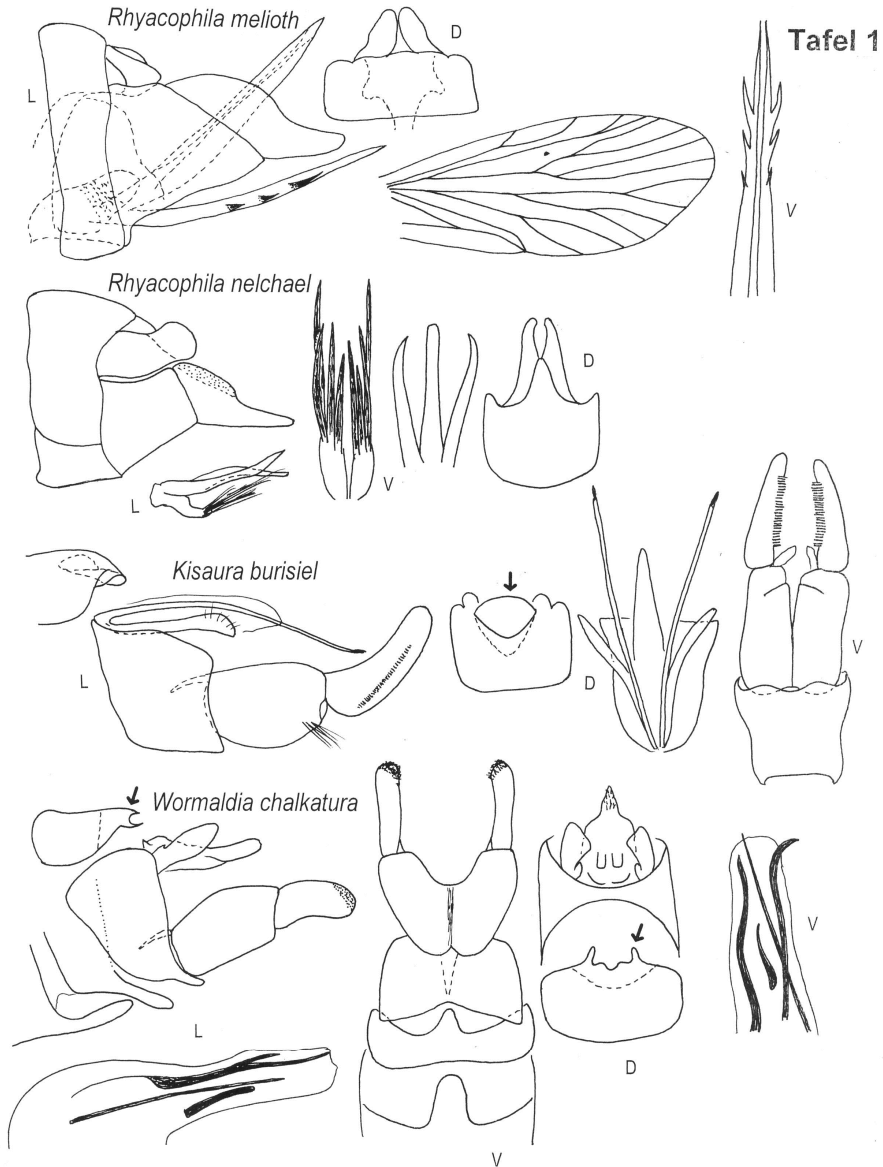 Rhyacophila melioth
D
Tafel 1
L
V
Rhyacophila nelchael
D
L
V
Kisaura burisiel
L
D
V
Wormaldia chalkatura
V
L
D
V